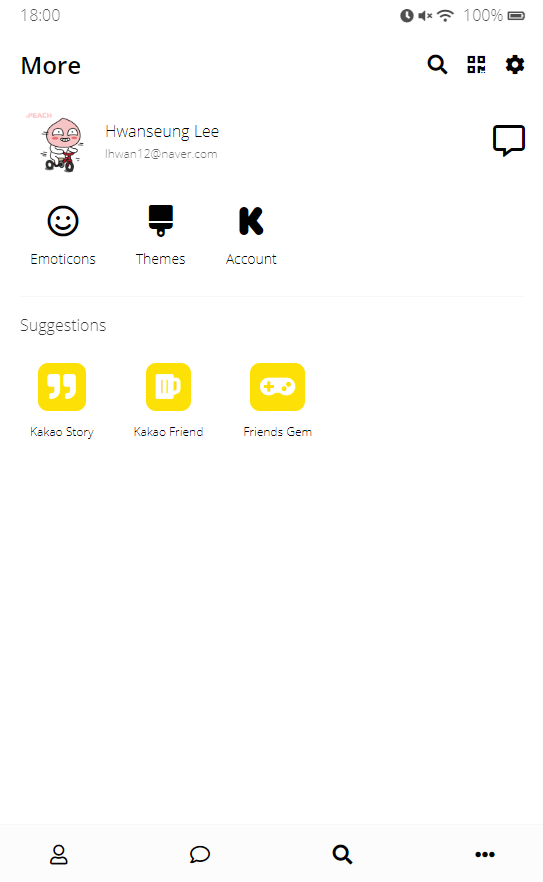 18:00 100%
More
PEACH
Hwanseung Lee
lhwan12@naver.com
Emoticons Themes Account
Suggestions
Kakao Story Kakao Friend Friends Gem